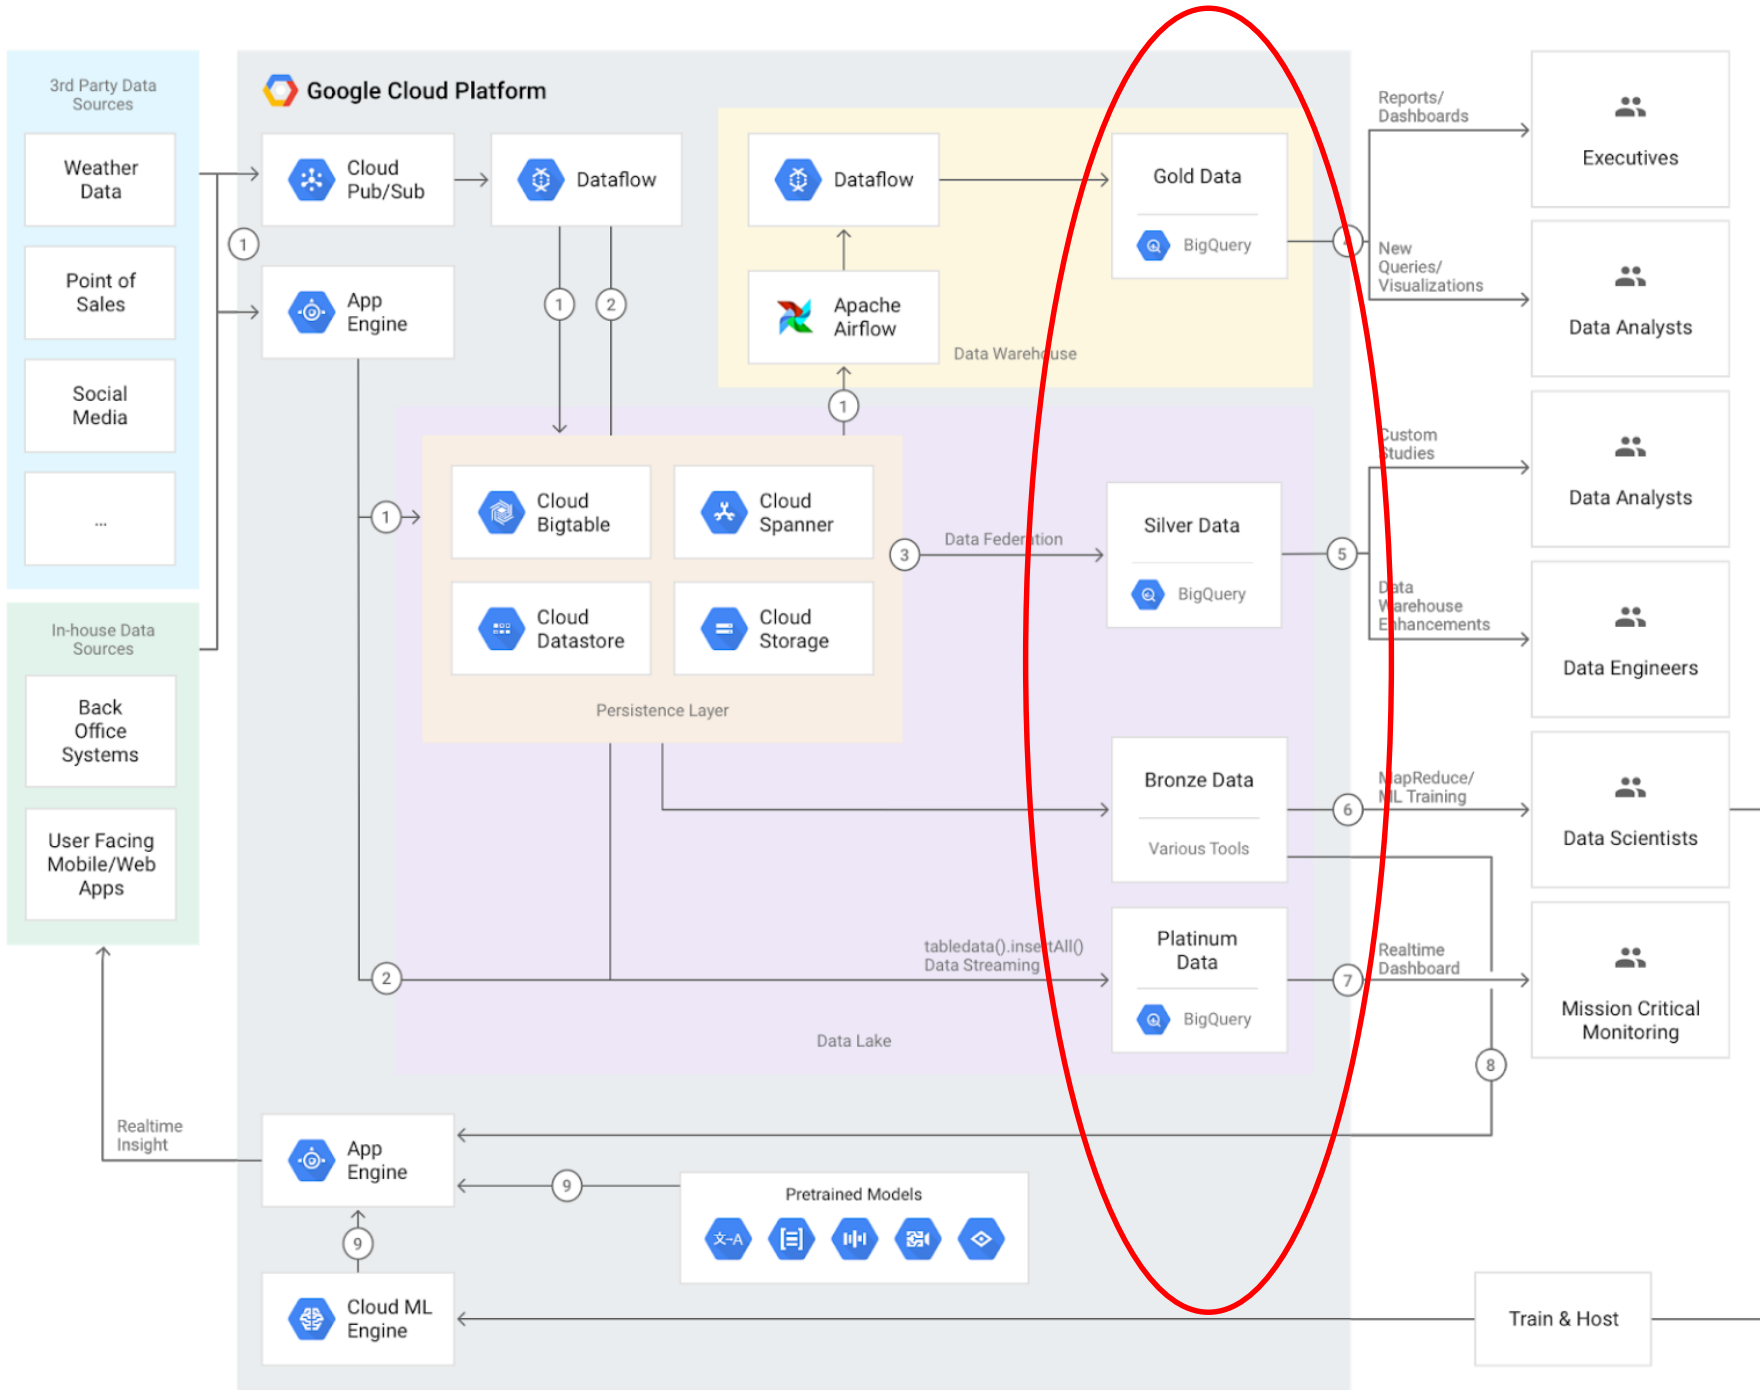 3rd Party Data
Sources
Weather
Data
Point of
Sales
Social
Media
...
In-house Data
Sources
Back
Office
Systems
User Facing
Mobile/Web
Apps
Realtime
Insight
Google Cloud Platform
Cloud
Pub/Sub
Dataflow
1
App
Engine
1
2
Dataflow
Apache
Airflow
Data Warehouse
1
Gold Data
BigQuery
4
Reports/
Dashboards
New
Queries/
Visualizations
Executives
Data Analysts
1
Cloud
Bigtable
Cloud
Spanner
Cloud
Datastore
Cloud
Storage
Persistence Layer
3
Data Federation
Silver Data
BigQuery
5
Custom
Studies
Data
Warehouse
Enhancements
Data Analysts
Data Engineers
Bronze Data
Various Tools
6
MapReduce/
ML Training
Data Scientists
2
tabledata().insertAll()
Data Streaming
Platinum
Data
BigQuery
7
Realtime
Dashboard
Mission Critical
Monitoring
Data Lake
8
App
Engine
9
Pretrained Models
文→A
9
Cloud ML
Engine
Train & Host